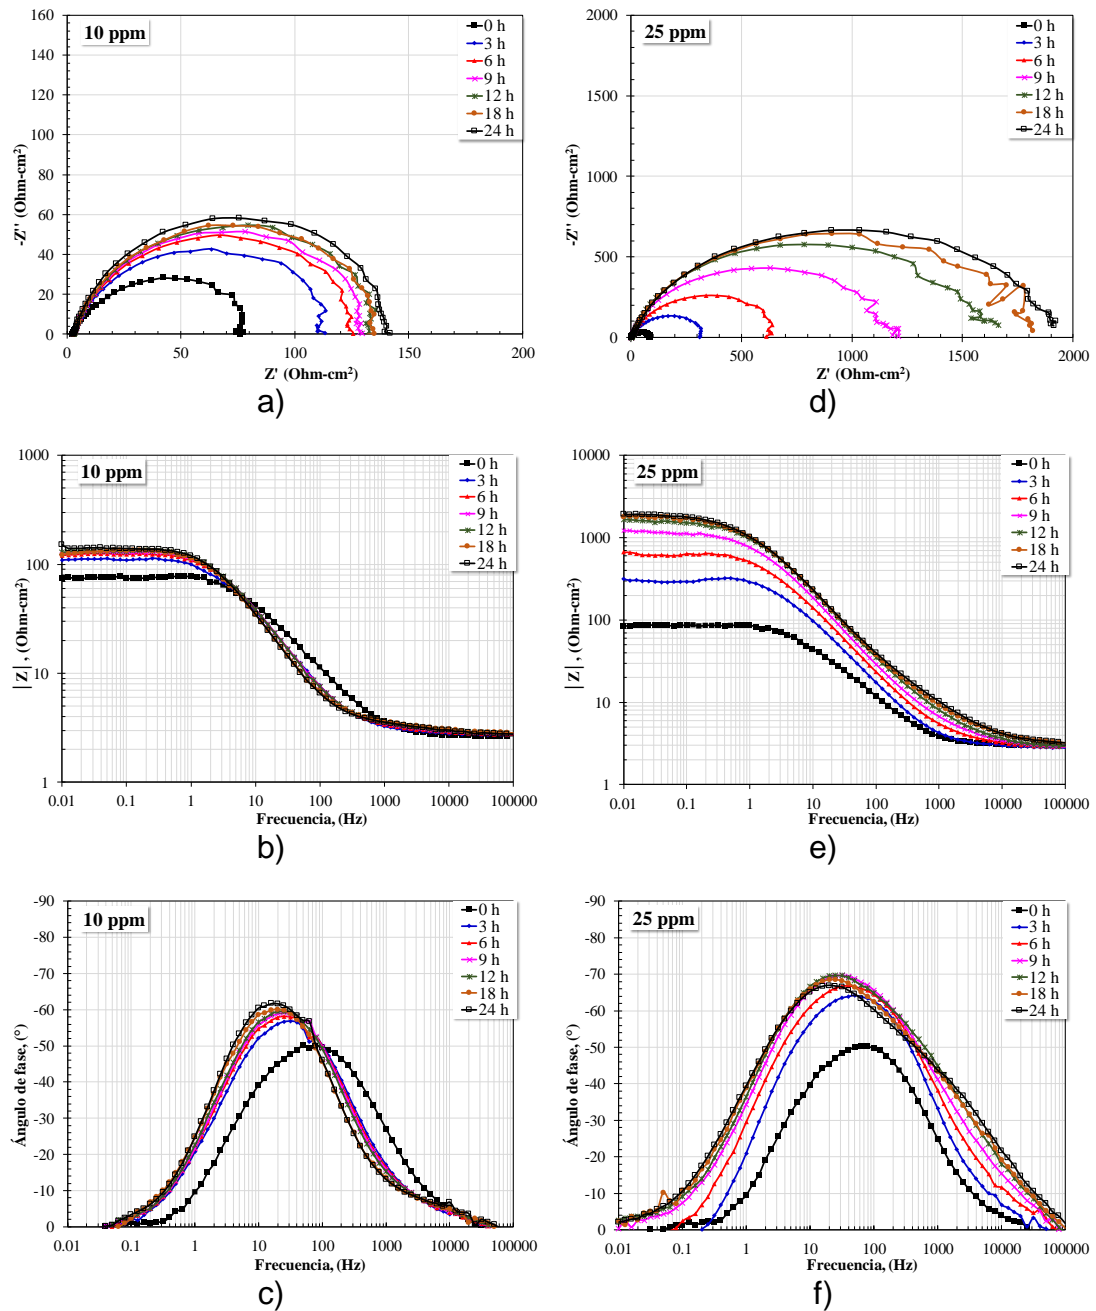 10 ppm
0 h
3 h
6 h
9 h
12 h
18 h
24 h
160
140
120
100
80
60
40
20
0
0
50
100
150
200
-Z'' (Ohm-cm²)
Z' (Ohm-cm²)
a)
25 ppm
0 h
3 h
6 h
9 h
12 h
18 h
24 h
2000
1500
1000
500
0
0
500
1000
1500
2000
-Z'' (Ohm-cm²)
Z' (Ohm-cm²)
d)
10 ppm
0 h
3 h
6 h
9 h
12 h
18 h
24 h
1000
100
10
1
0.01
0.1
1
10
100
1000
10000
100000
|Z|, (Ohm-cm²)
Frecuencia, (Hz)
b)
25 ppm
0 h
3 h
6 h
9 h
12 h
18 h
24 h
10000
1000
100
10
1
0.01
0.1
1
10
100
1000
10000
100000
|Z|, (Ohm-cm²)
Frecuencia, (Hz)
e)
10 ppm
0 h
3 h
6 h
9 h
12 h
18 h
24 h
-90
-80
-70
-60
-50
-40
-30
-20
-10
0
0.01
0.1
1
10
100
1000
10000
100000
Ángulo de fase, (°)
Frecuencia, (Hz)
c)
25 ppm
0 h
3 h
6 h
9 h
12 h
18 h
24 h
-90
-80
-70
-60
-50
-40
-30
-20
-10
0
0.01
0.1
1
10
100
1000
10000
100000
Ángulo de fase, (°)
Frecuencia, (Hz)
f)